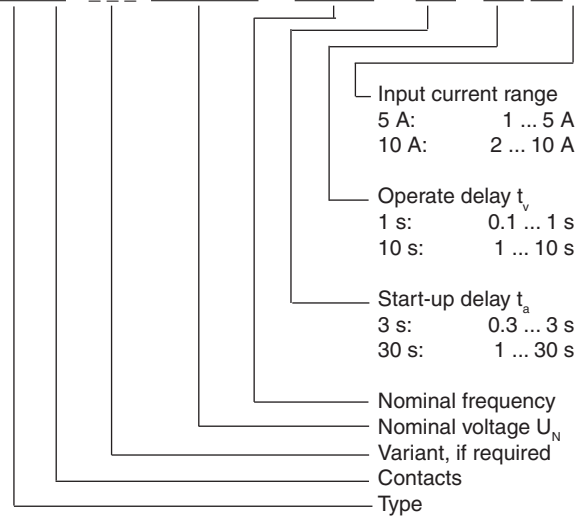 Input current range
5 A: 1 ... 5 A
10 A: 2 ... 10 A
Operate delay tv
1 s: 0.1 ... 1 s
10 s: 1 ... 10 s
Start-up delay ta
3 s: 0.3 ... 3 s
30 s: 1 ... 30 s
Nominal frequency
Nominal voltage UN
Variant, if required
Contacts
Type